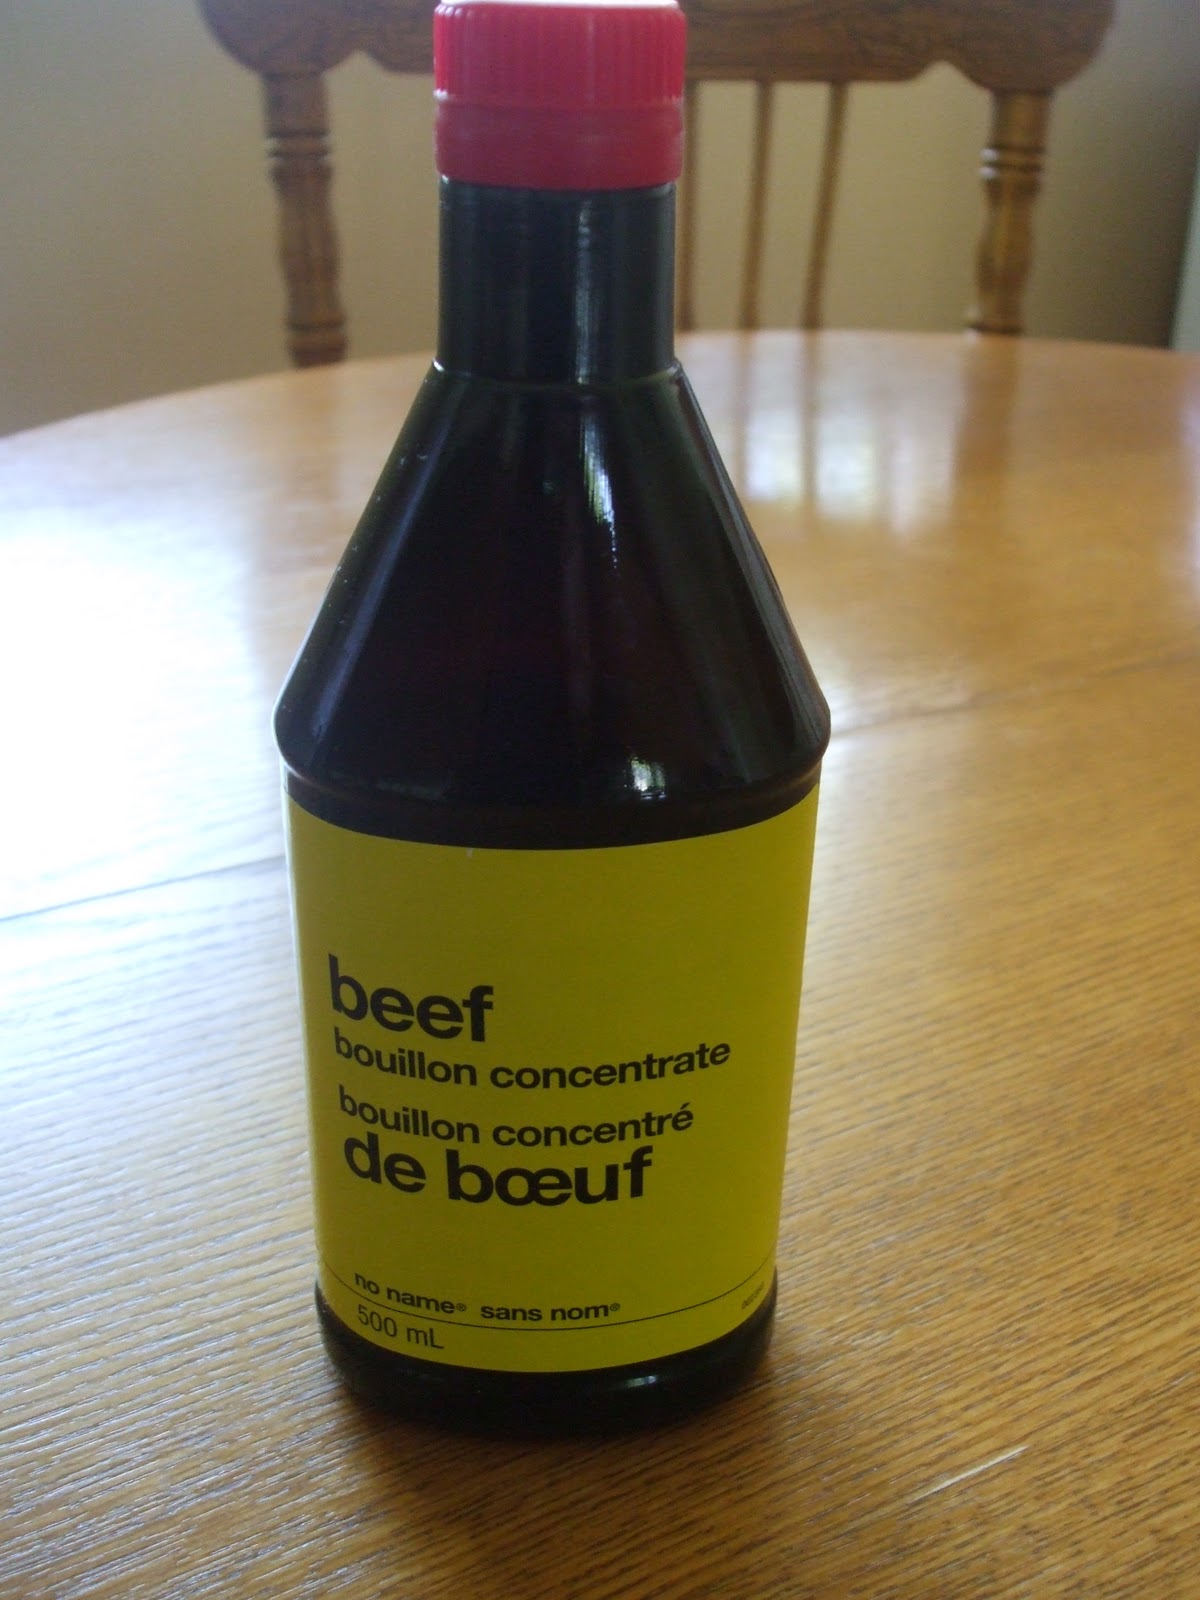 beef
bouillon concentrate
bouillon concentré
de bœuf
no name® sans nom®
500 mL